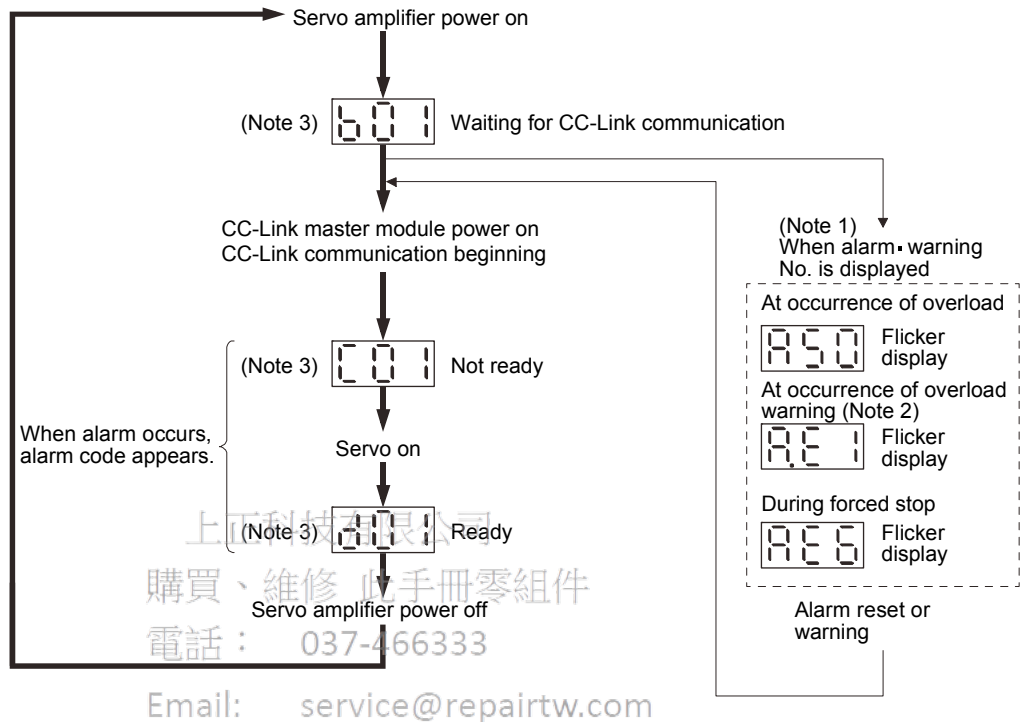 Servo amplifier power on
(Note 3) b01 Waiting for CC-Link communication
CC-Link master module power on
CC-Link communication beginning
(Note 3) C01 Not ready
When alarm occurs,
alarm code appears.
Servo on
(Note 3) d01 Ready
Servo amplifier power off
(Note 1)
When alarm·warning
No. is displayed
At occurrence of overload
A50 Flicker
display
At occurrence of overload
warning (Note 2)
A.E1 Flicker
display
During forced stop
AE6 Flicker
display
Alarm reset or
warning
上正科技有限公司
購買、維修 此手冊零組件
電話： 037-466333
Email: service@repairtw.com